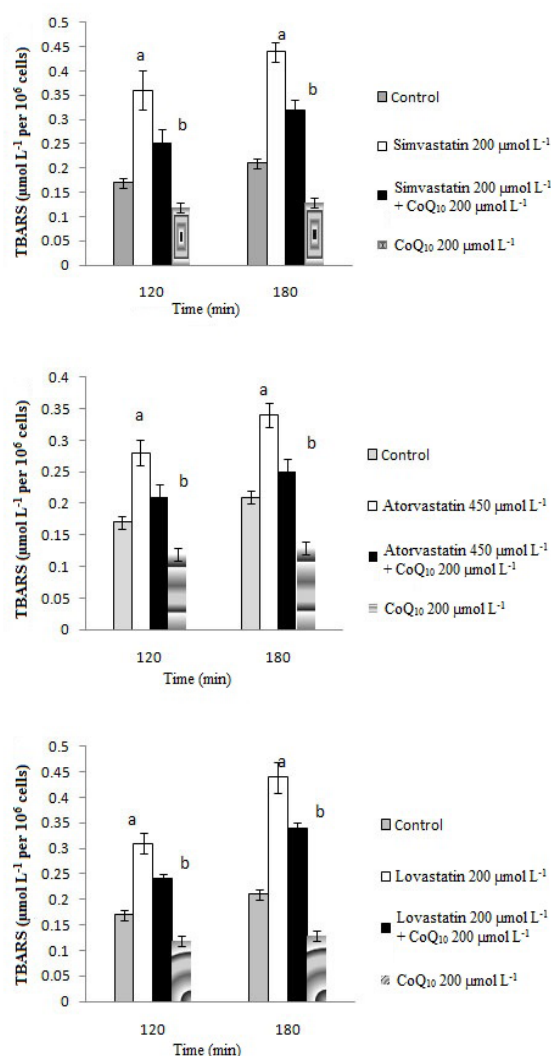 TBARS (µmol L⁻¹ per 10⁶ cells)
0.5
0.45
0.4
0.35
0.3
0.25
0.2
0.15
0.1
0.05
0
a
b
a
b
120
180
Time (min)
Control
Simvastatin 200 µmol L⁻¹
Simvastatin 200 µmol L⁻¹
+ CoQ₁₀ 200 µmol L⁻¹
CoQ₁₀ 200 µmol L⁻¹
TBARS (µmol L⁻¹ per 10⁶ cells)
0.4
0.35
0.3
0.25
0.2
0.15
0.1
0.05
0
a
b
a
b
120
180
Time (min)
Control
Atorvastatin 450 µmol L⁻¹
Atorvastatin 450 µmol L⁻¹
+ CoQ₁₀ 200 µmol L⁻¹
CoQ₁₀ 200 µmol L⁻¹
TBARS (µmol L⁻¹ per 10⁶ cells)
0.5
0.45
0.4
0.35
0.3
0.25
0.2
0.15
0.1
0.05
0
a
b
a
b
120
180
Time (min)
Control
Lovastatin 200 µmol L⁻¹
Lovastatin 200 µmol L⁻¹
+ CoQ₁₀ 200 µmol L⁻¹
CoQ₁₀ 200 µmol L⁻¹